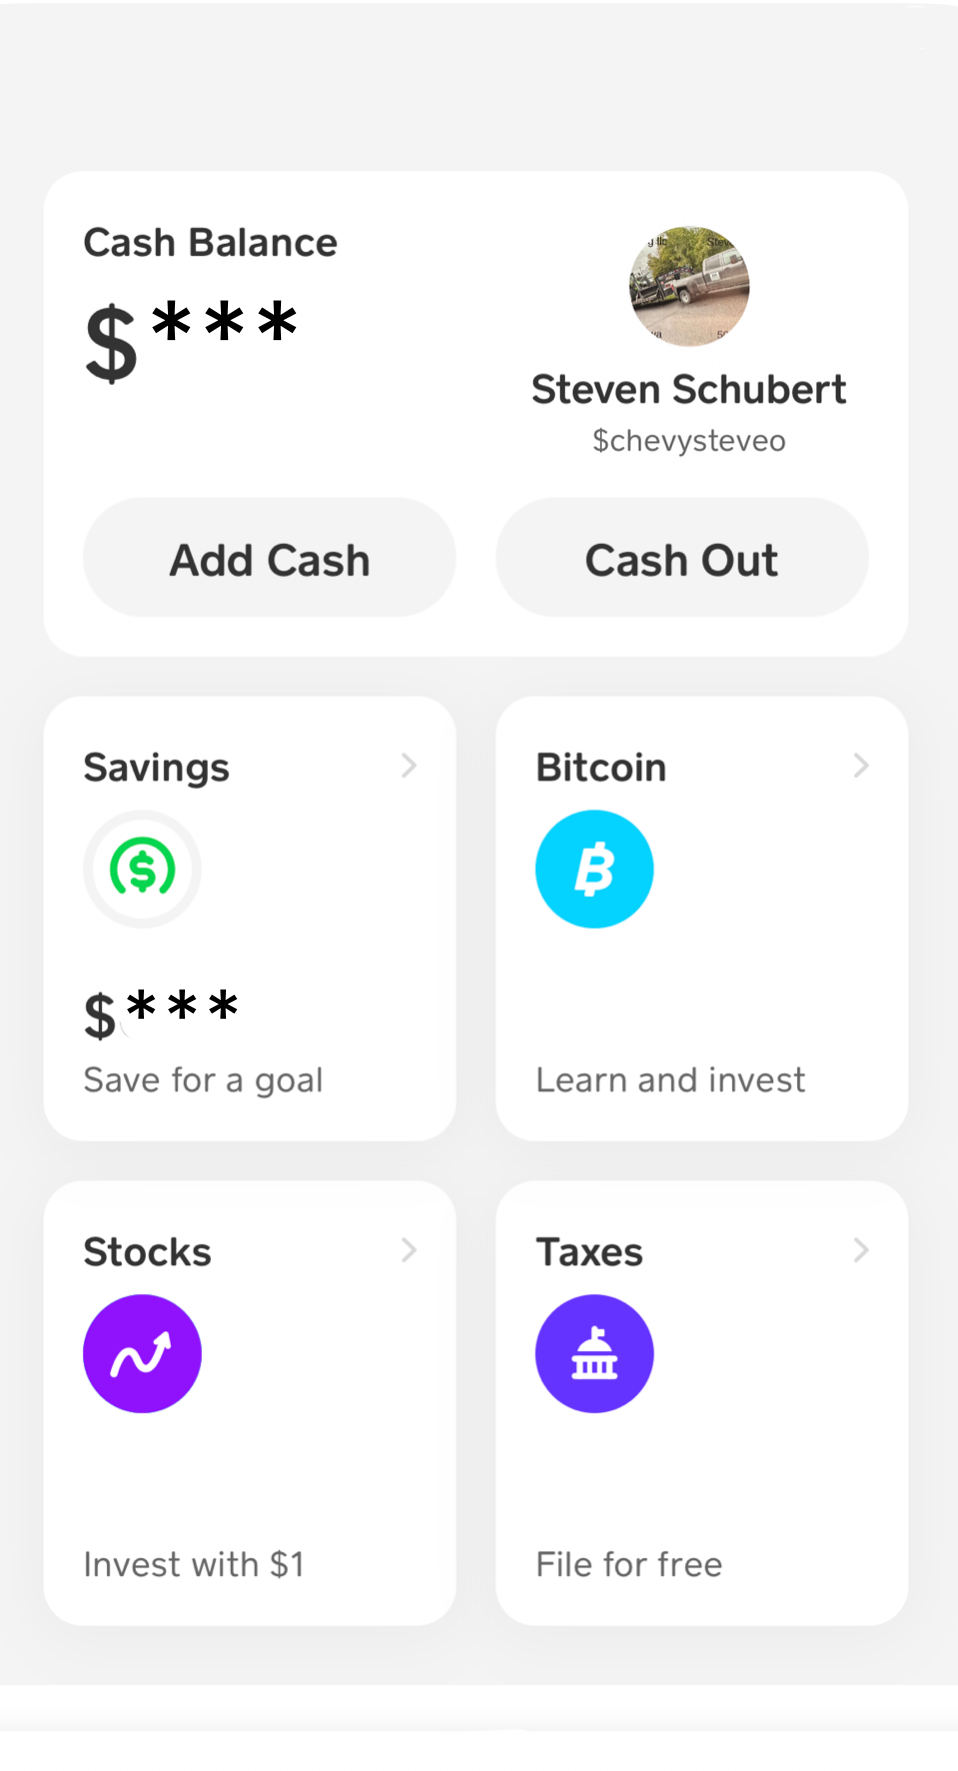 Cash Balance
$***
Steven Schubert
$chevysteveo
Add Cash
Cash Out
Savings
$***
Save for a goal
Bitcoin
Learn and invest
Stocks
Invest with $1
Taxes
File for free